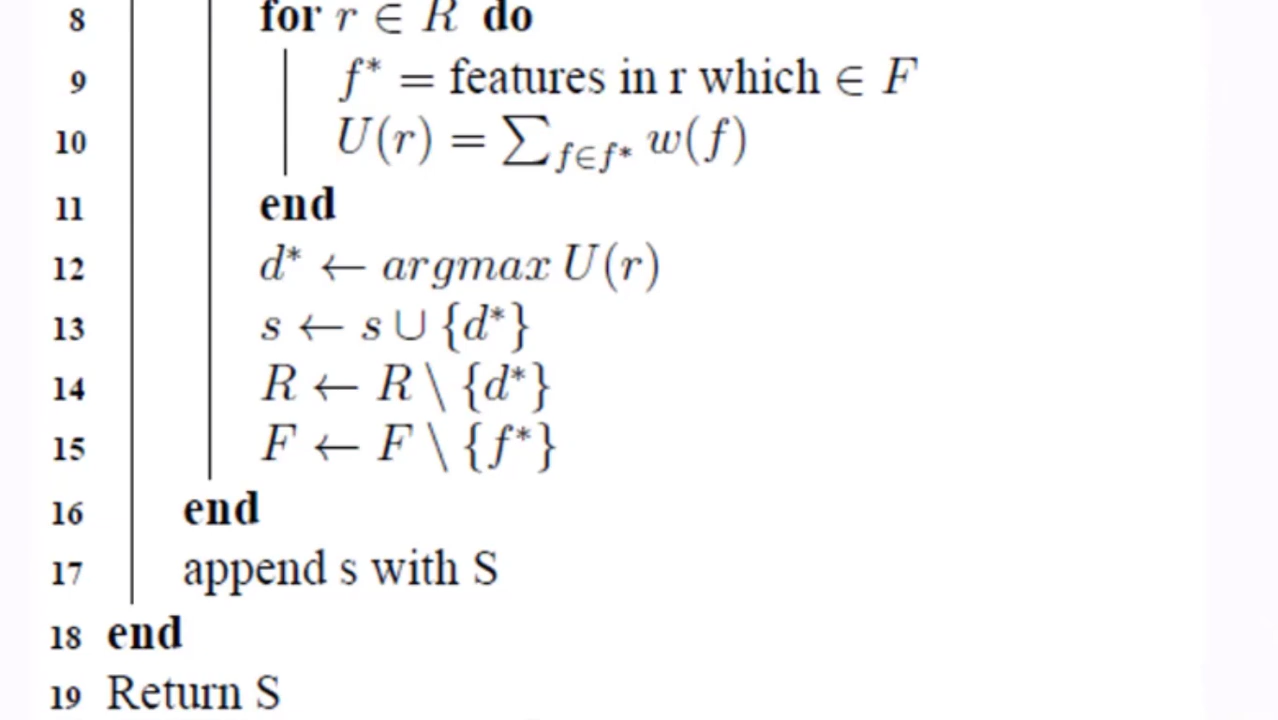 8 for r ∈ R do
9 f* = features in r which ∈ F
10 U(r) = ∑f∈f* w(f)
11 end
12 d* ← argmax U(r)
13 s ← s ∪ {d*}
14 R ← R \ {d*}
15 F ← F \ {f*}
16 end
17 append s with S
18 end
19 Return S